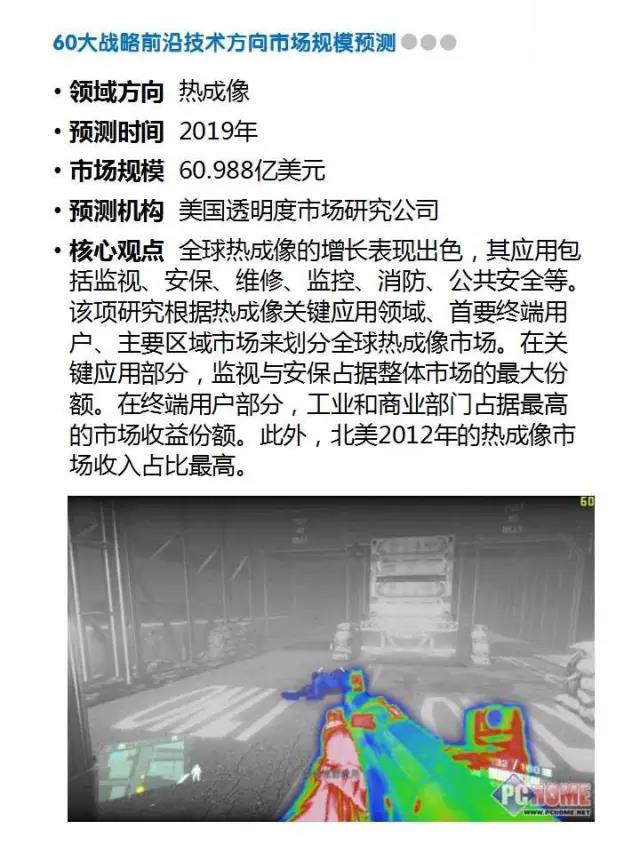 60大战略前沿技术方向市场规模预测
• 领域方向 热成像
• 预测时间 2019年
• 市场规模 60.988亿美元
• 预测机构 美国透明度市场研究公司
• 核心观点 全球热成像的增长表现出色，其应用包
括监视、安保、维修、监控、消防、公共安全等。
该项研究根据热成像关键应用领域、首要终端用
户、主要区域市场来划分全球热成像市场。在关
键应用部分，监视与安保占据整体市场的最大份
额。在终端用户部分，工业和商业部门占据最高
的市场收益份额。此外，北美2012年的热成像市
场收入占比最高。
60
ONLY
32 / 160
PCHOME
WWW.PCHOME.NET